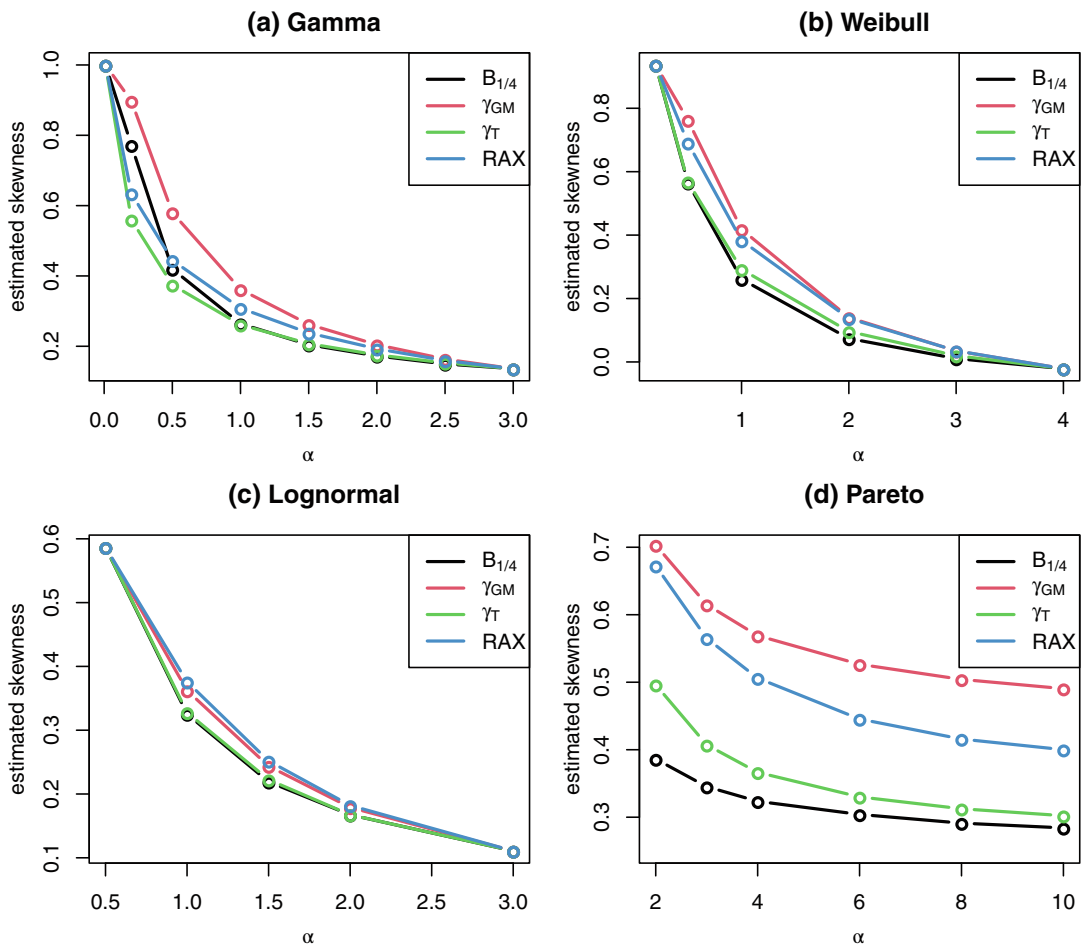 (a) Gamma
estimated skewness
1.0
0.8
0.6
0.4
0.2
B1/4
γGM
γT
RAX
0.0 0.5 1.0 1.5 2.0 2.5 3.0
α
(b) Weibull
estimated skewness
0.8
0.6
0.4
0.2
0.0
B1/4
γGM
γT
RAX
1 2 3 4
α
(c) Lognormal
estimated skewness
0.6
0.5
0.4
0.3
0.2
0.1
B1/4
γGM
γT
RAX
0.5 1.0 1.5 2.0 2.5 3.0
α
(d) Pareto
estimated skewness
0.7
0.6
0.5
0.4
0.3
B1/4
γGM
γT
RAX
2 4 6 8 10
α